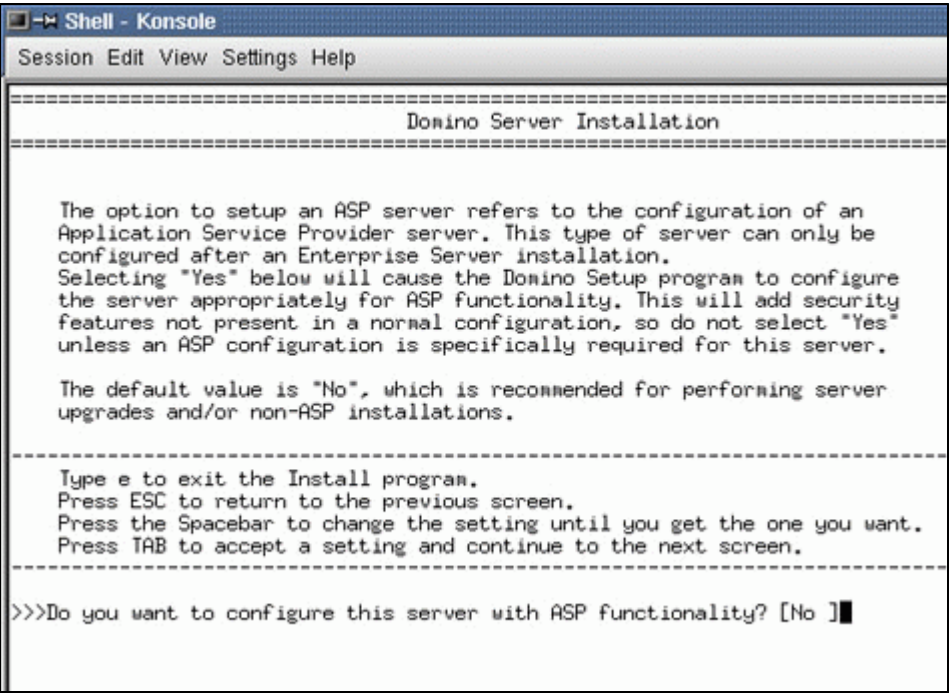 Shell - Konsole
Session Edit View Settings Help
================================================================================
Domino Server Installation
================================================================================
The option to setup an ASP server refers to the configuration of an
Application Service Provider server. This type of server can only be
configured after an Enterprise Server installation.
Selecting "Yes" below will cause the Domino Setup program to configure
the server appropriately for ASP functionality. This will add security
features not present in a normal configuration, so do not select "Yes"
unless an ASP configuration is specifically required for this server.
The default value is "No", which is recommended for performing server
upgrades and/or non-ASP installations.
--------------------------------------------------------------------------------
Type e to exit the Install program.
Press ESC to return to the previous screen.
Press the Spacebar to change the setting until you get the one you want.
Press TAB to accept a setting and continue to the next screen.
--------------------------------------------------------------------------------
>>>Do you want to configure this server with ASP functionality? [No ]